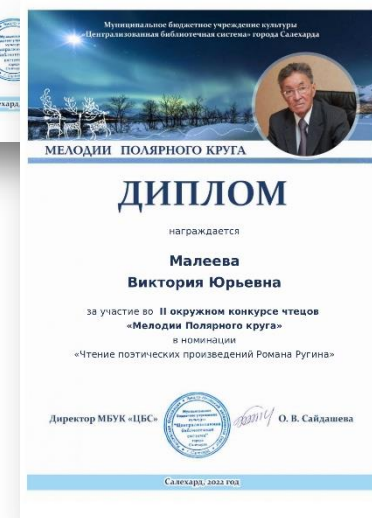 Муниципальное бюджетное учреждение культуры
«Централизованная библиотечная система» города Салехарда
МЕЛОДИИ ПОЛЯРНОГО КРУГА
ДИПЛОМ
награждается
Малеева
Виктория Юрьевна
за участие во II окружном конкурсе чтецов
«Мелодии Полярного круга»
в номинации
«Чтение поэтических произведений Романа Ругина»
Директор МБУК «ЦБС»
О. В. Сайдашева
Салехард, 2022 год